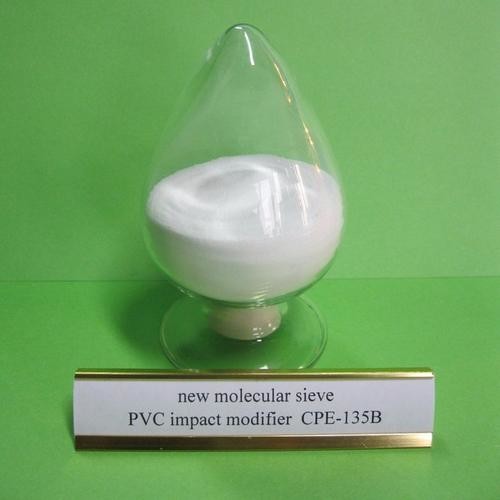 new molecular sieve
PVC impact modifier CPE-135B